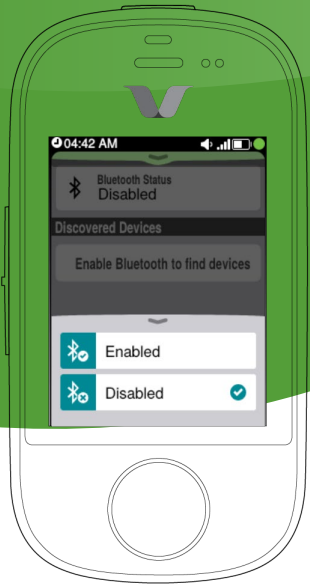 04:42 AM
Bluetooth Status
Disabled
Discovered Devices
Enable Bluetooth to find devices
Enabled
Disabled